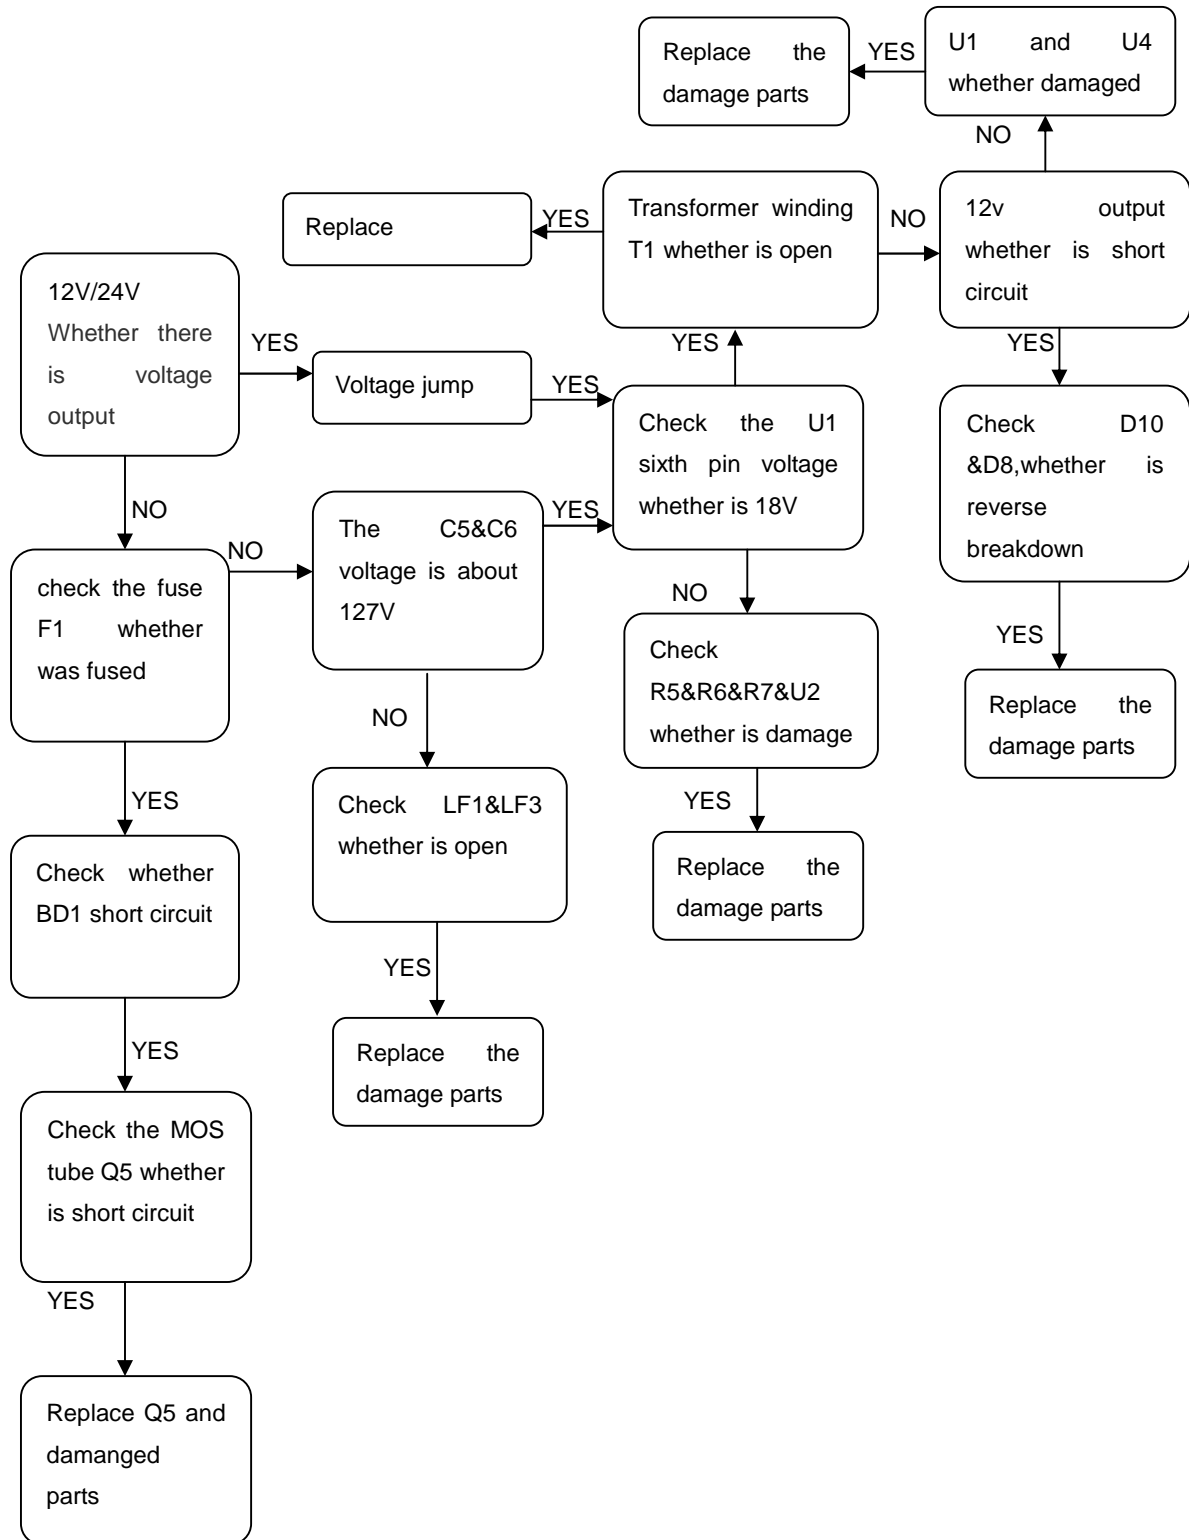 Replace the
damage parts
YES
U1 and U4
whether damaged
NO
Replace
YES
Transformer winding
T1 whether is open
NO
12v output
whether is short
circuit
12V/24V
Whether there
is voltage
output
YES
Voltage jump
YES
YES
Check the U1
sixth pin voltage
whether is 18V
YES
Check D10
&D8,whether is
reverse
breakdown
NO
check the fuse
F1 whether
was fused
NO
The C5&C6
voltage is about
127V
YES
NO
Check
R5&R6&R7&U2
whether is damage
YES
Replace the
damage parts
NO
Check LF1&LF3
whether is open
YES
Replace the
damage parts
YES
Check whether
BD1 short circuit
YES
Replace the
damage parts
YES
Check the MOS
tube Q5 whether
is short circuit
YES
Replace Q5 and
damanged
parts